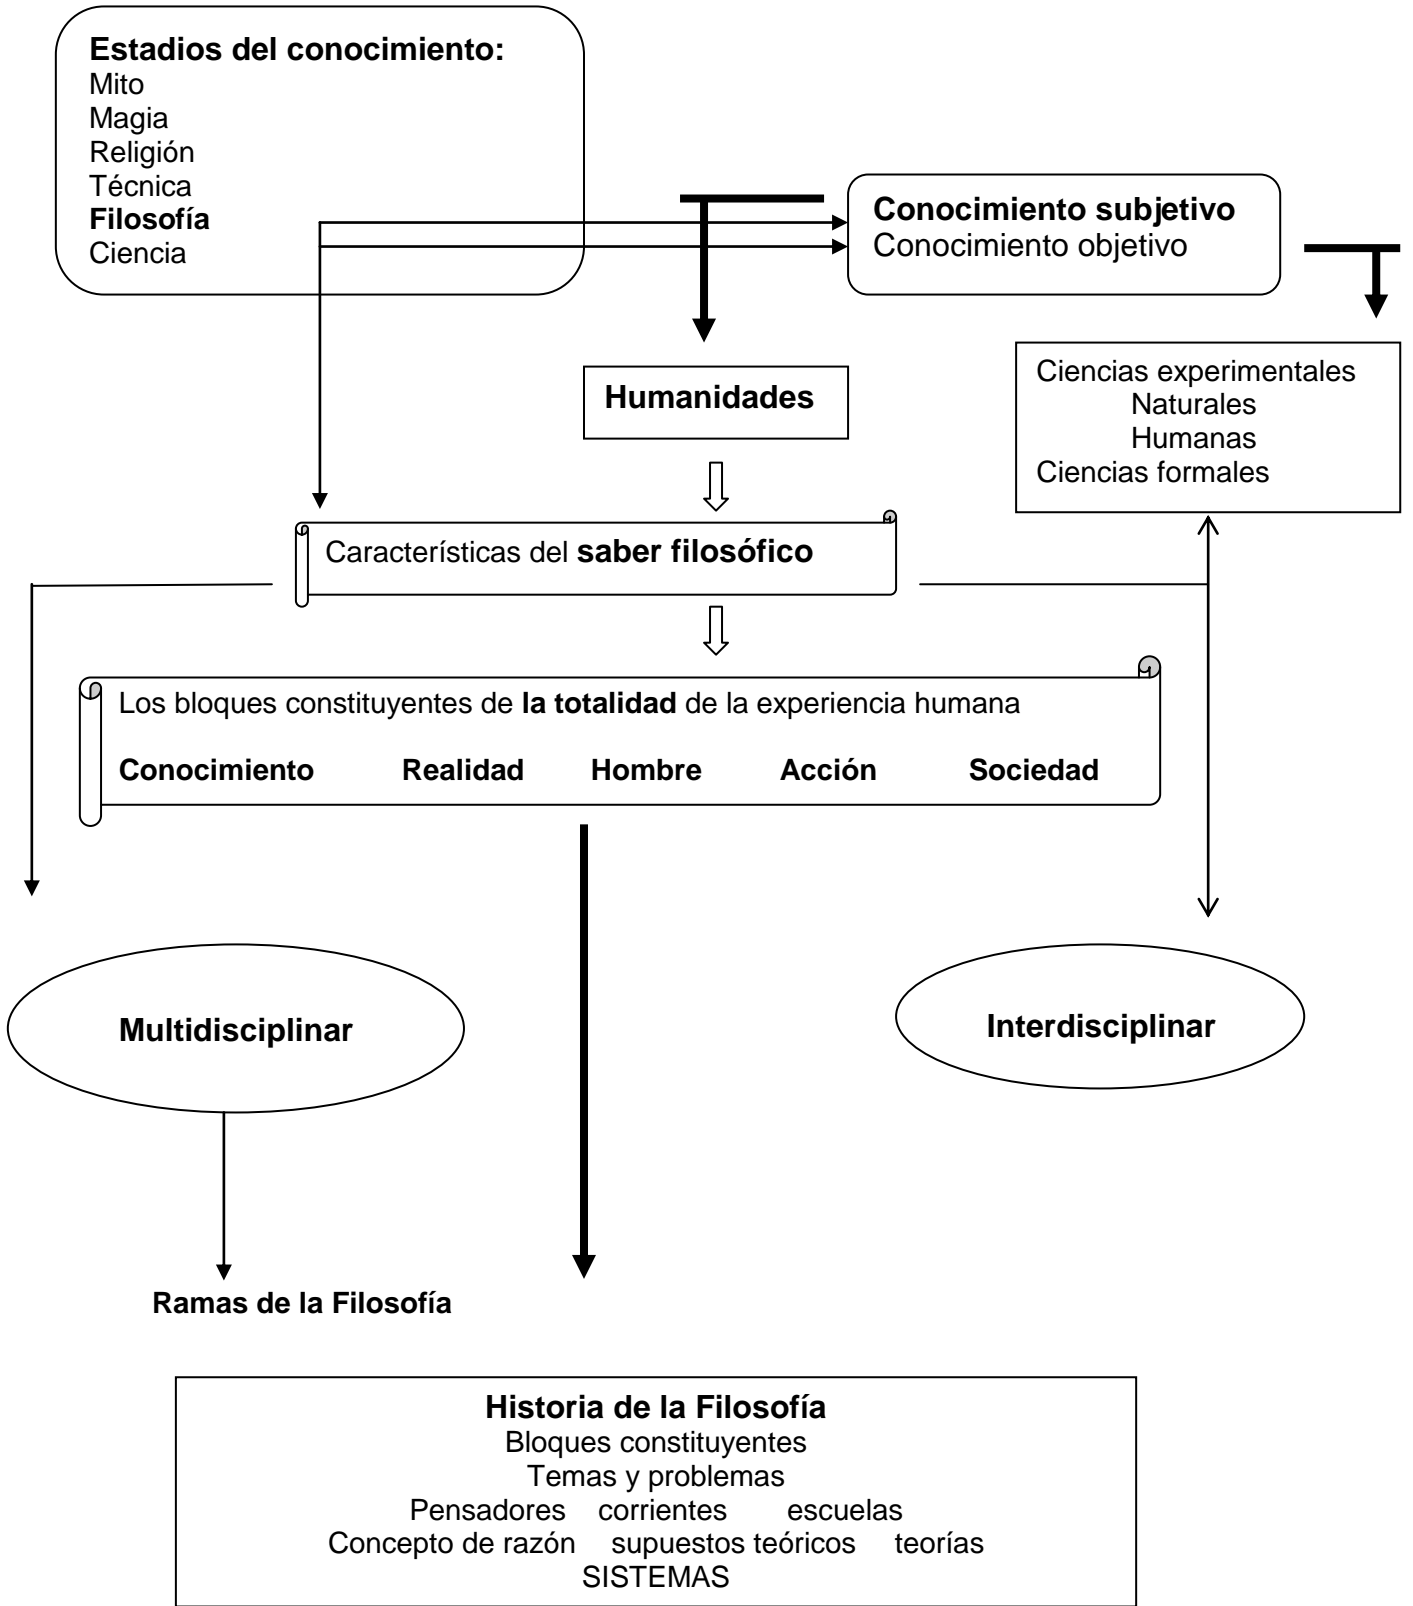 Estadios del conocimiento:
Mito
Magia
Religión
Técnica
Filosofía
Ciencia
Conocimiento subjetivo
Conocimiento objetivo
Humanidades
Ciencias experimentales
Naturales
Humanas
Ciencias formales
Características del saber filosófico
Los bloques constituyentes de la totalidad de la experiencia humana
Conocimiento Realidad Hombre Acción Sociedad
Multidisciplinar
Interdisciplinar
Ramas de la Filosofía
Historia de la Filosofía
Bloques constituyentes
Temas y problemas
Pensadores corrientes escuelas
Concepto de razón supuestos teóricos teorías
SISTEMAS